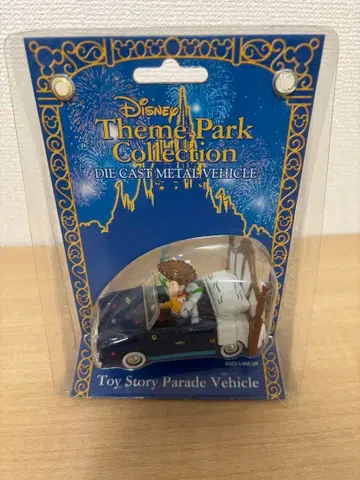 Disney
Theme Park
Collection
DIE CAST METAL VEHICLE
Toy Story Parade Vehicle